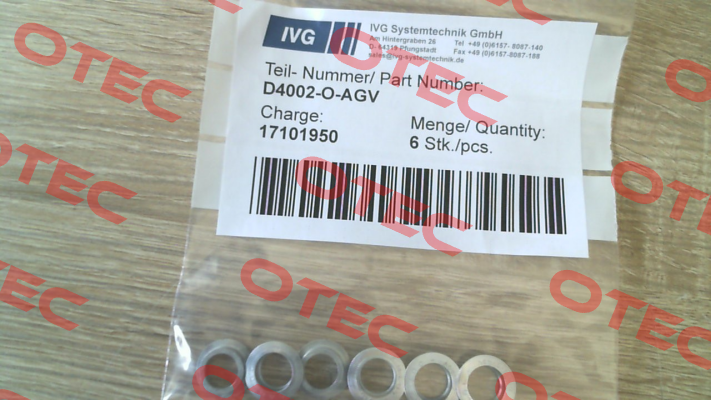 IVG
IVG Systemtechnik GmbH
Am Hintergraben 26
D- 64319 Pfungstadt
sales@ivg-systemtechnik.de
Tel +49 (0)6157- 8087-140
Fax +49 (0)6157-8087-188
Teil- Nummer/ Part Number:
D4002-O-AGV
Charge:
17101950
Menge/ Quantity:
6 Stk./pcs.
OTEC
OTEC
OTEC
OTEC
OTEC
OTEC
OTEC
OTEC
OTEC